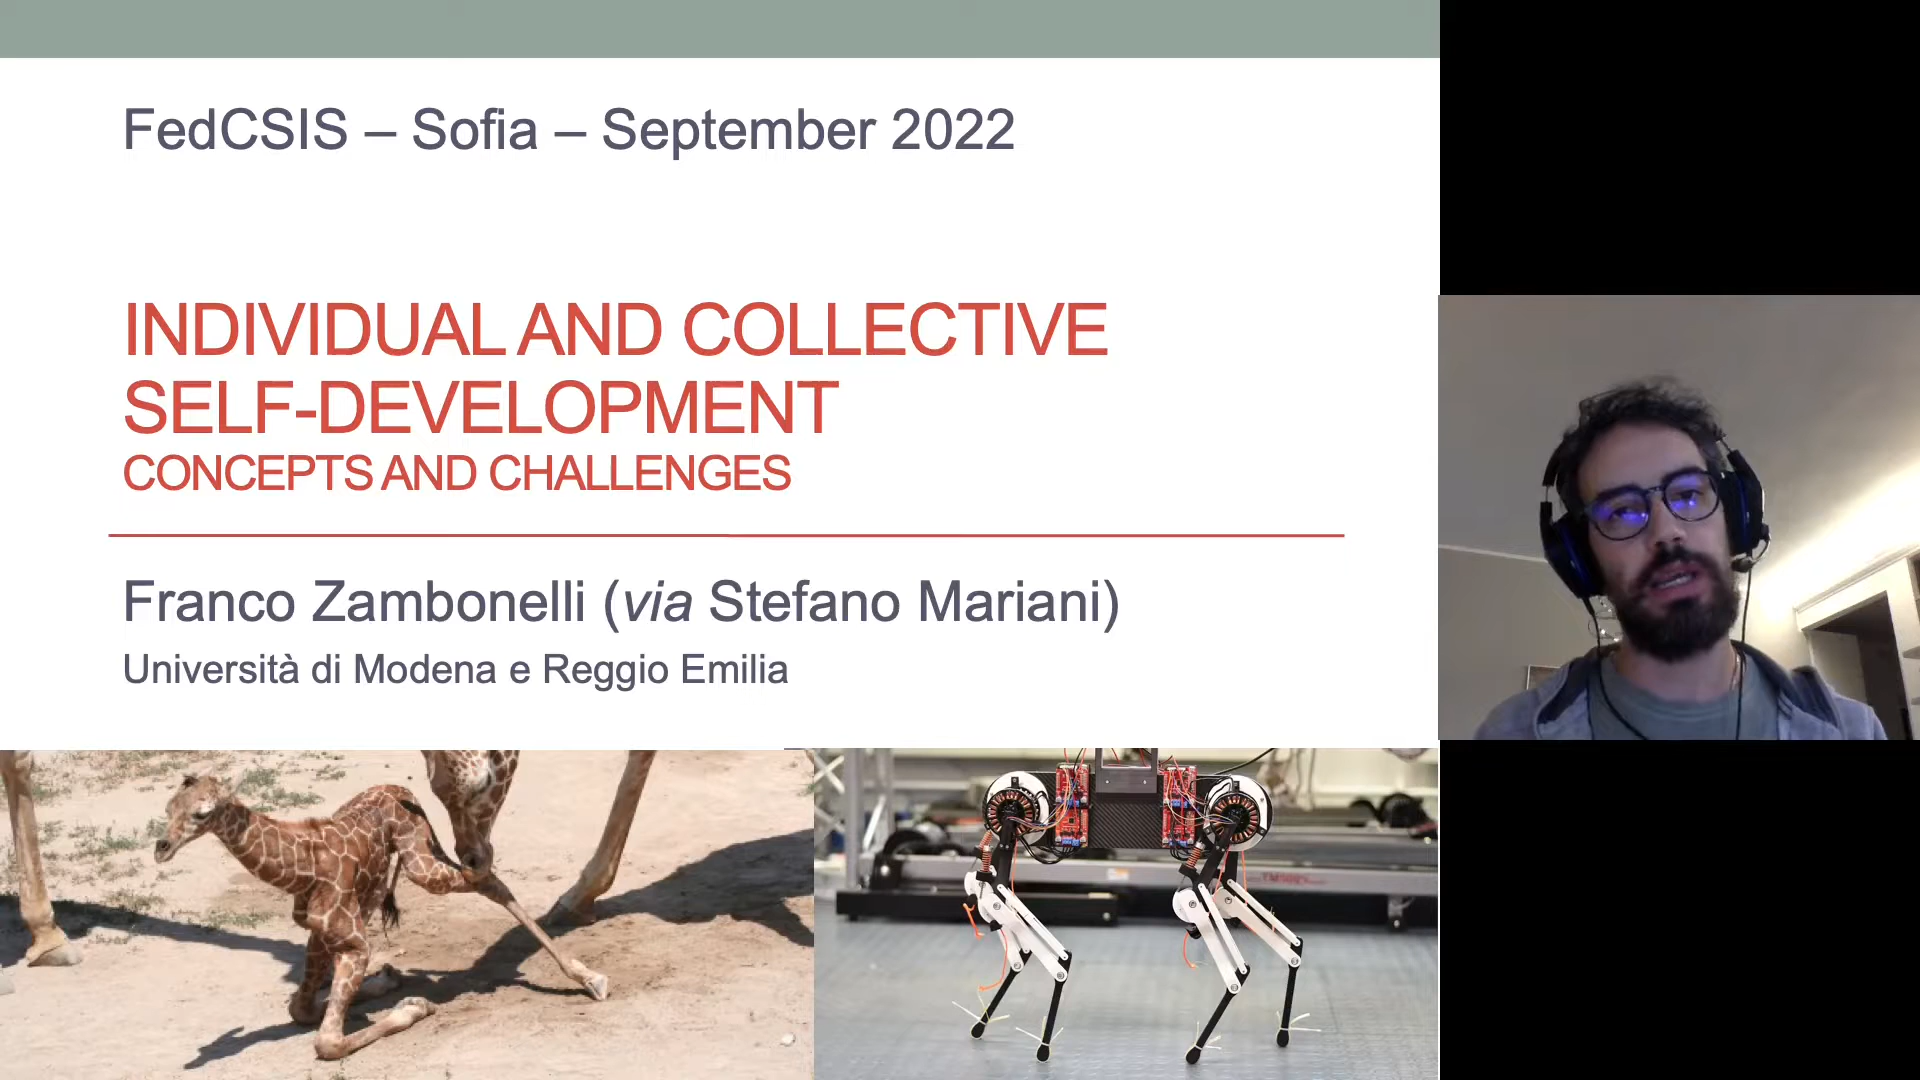 FedCSIS – Sofia – September 2022
INDIVIDUAL AND COLLECTIVE
SELF-DEVELOPMENT
CONCEPTS AND CHALLENGES
Franco Zambonelli (via Stefano Mariani)
Università di Modena e Reggio Emilia